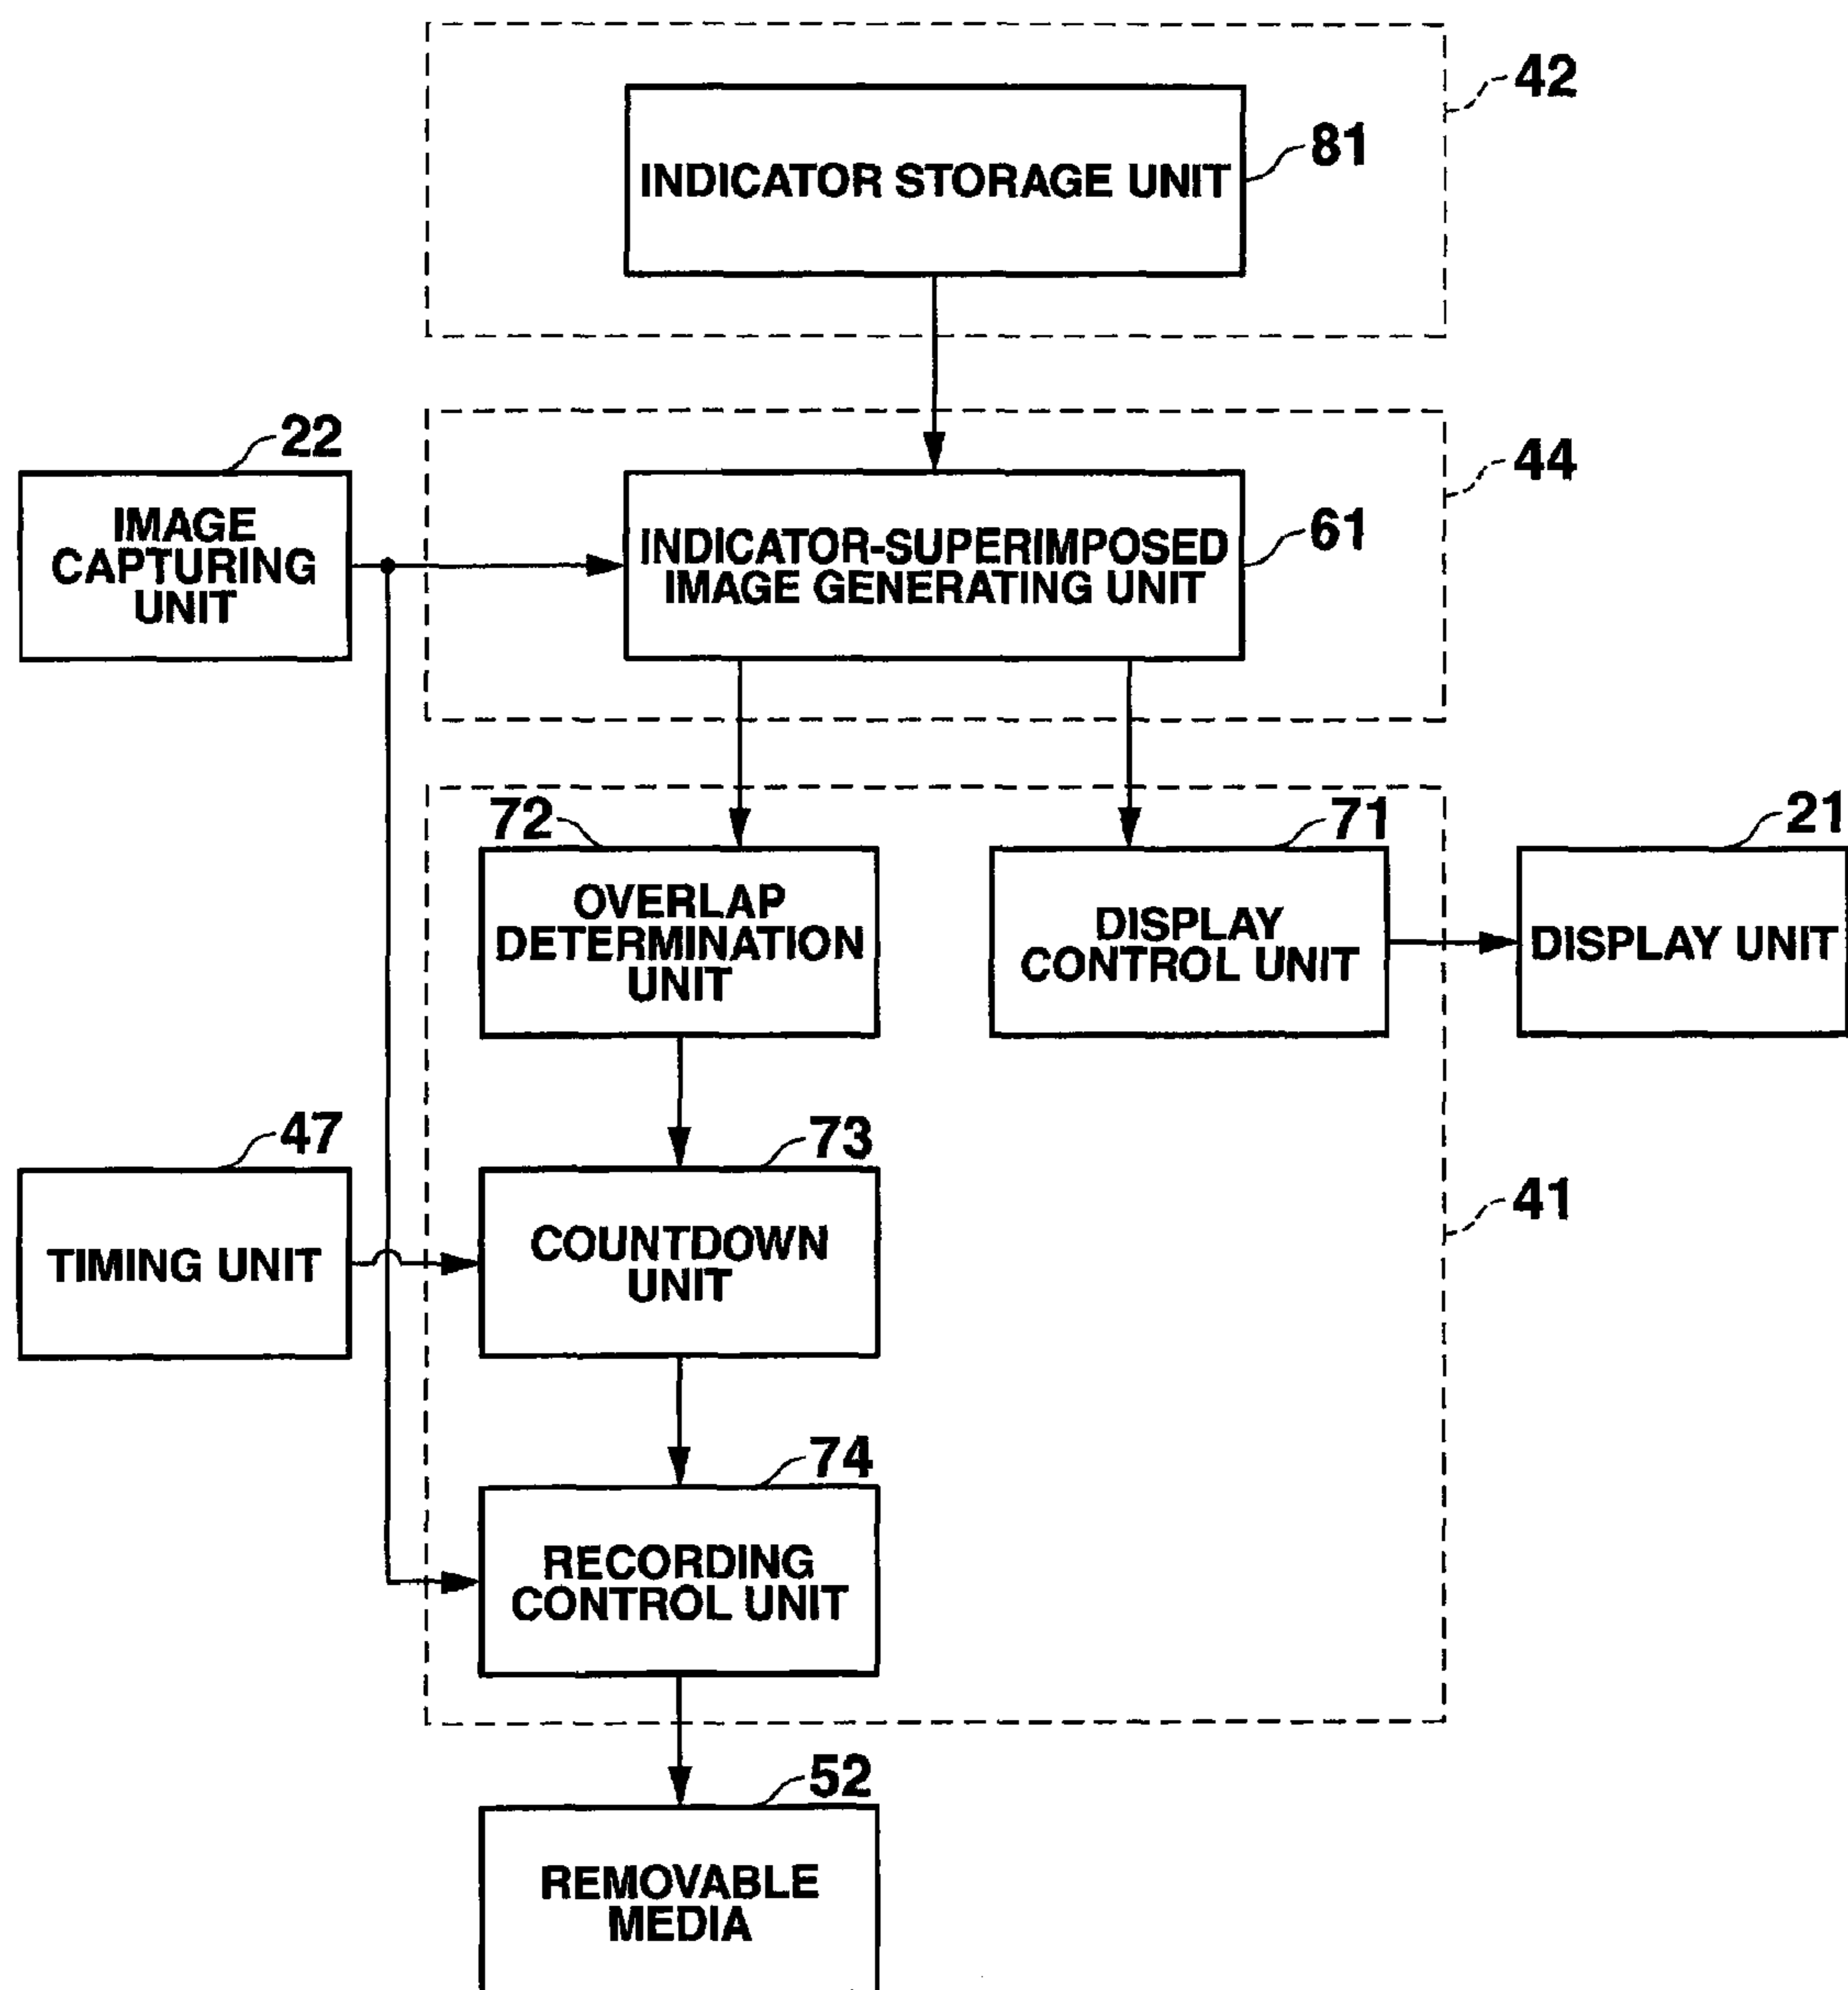 42
81
INDICATOR STORAGE UNIT
22
44
IMAGE
CAPTURING
UNIT
61
INDICATOR-SUPERIMPOSED
IMAGE GENERATING UNIT
72
71
21
OVERLAP
DETERMINATION
UNIT
DISPLAY
CONTROL UNIT
DISPLAY UNIT
47
73
41
TIMING UNIT
COUNTDOWN
UNIT
74
RECORDING
CONTROL UNIT
52
REMOVABLE
MEDIA